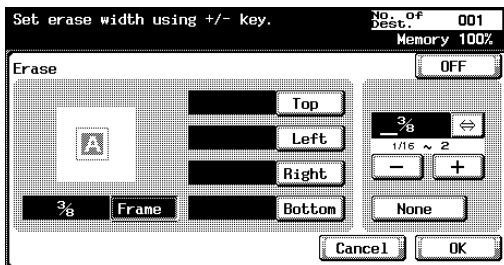 Set erase width using +/- key.
No. of Dest. 001
Memory 100%
Erase
OFF
A
Top
Left
Right
Bottom
3/8 Frame
3/8 ⇔
1/16 ~ 2
− +
None
Cancel OK